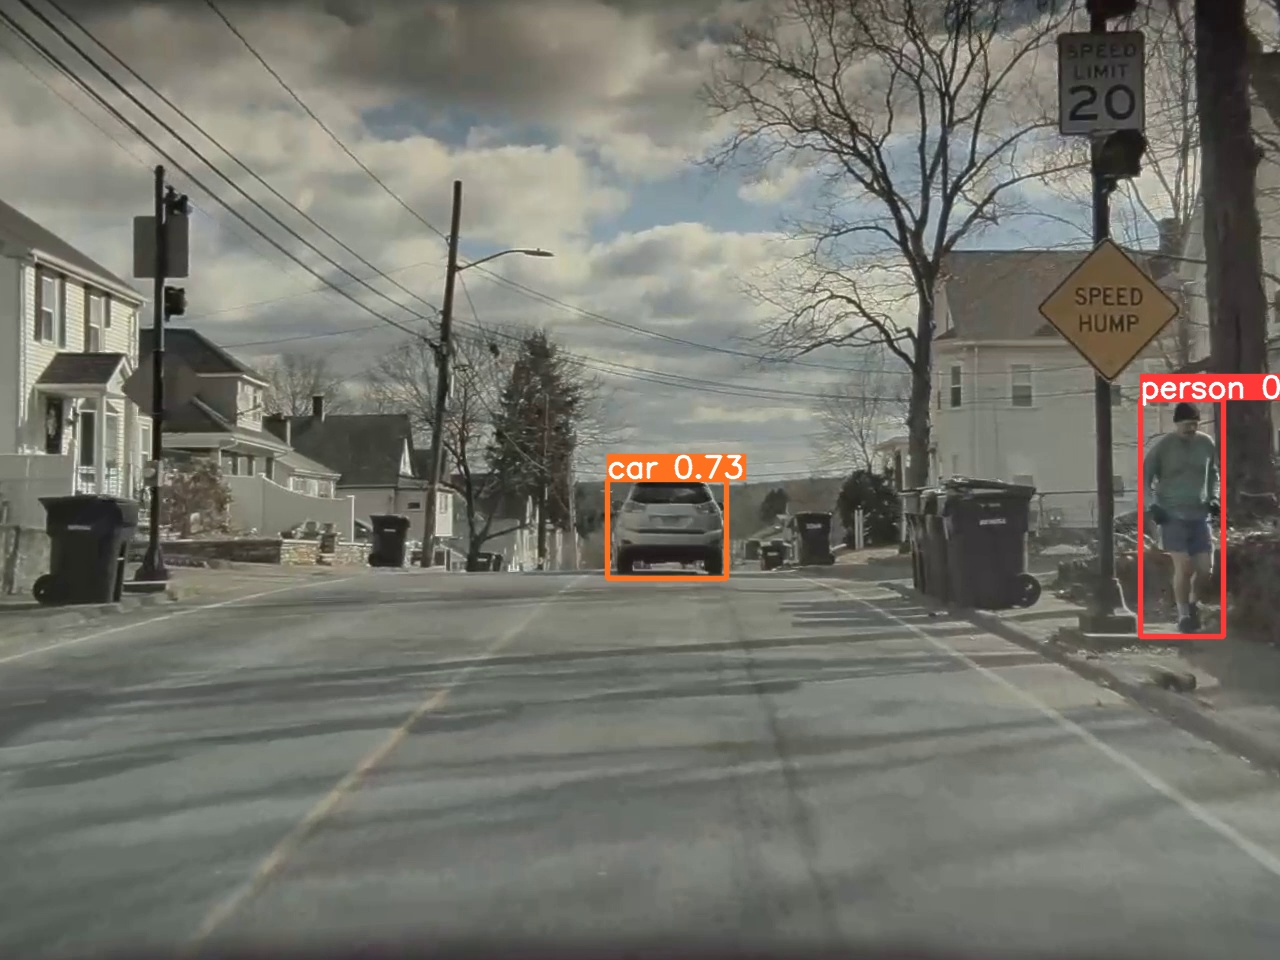 SPEED
LIMIT
20
SPEED
HUMP
person 0
car 0.73